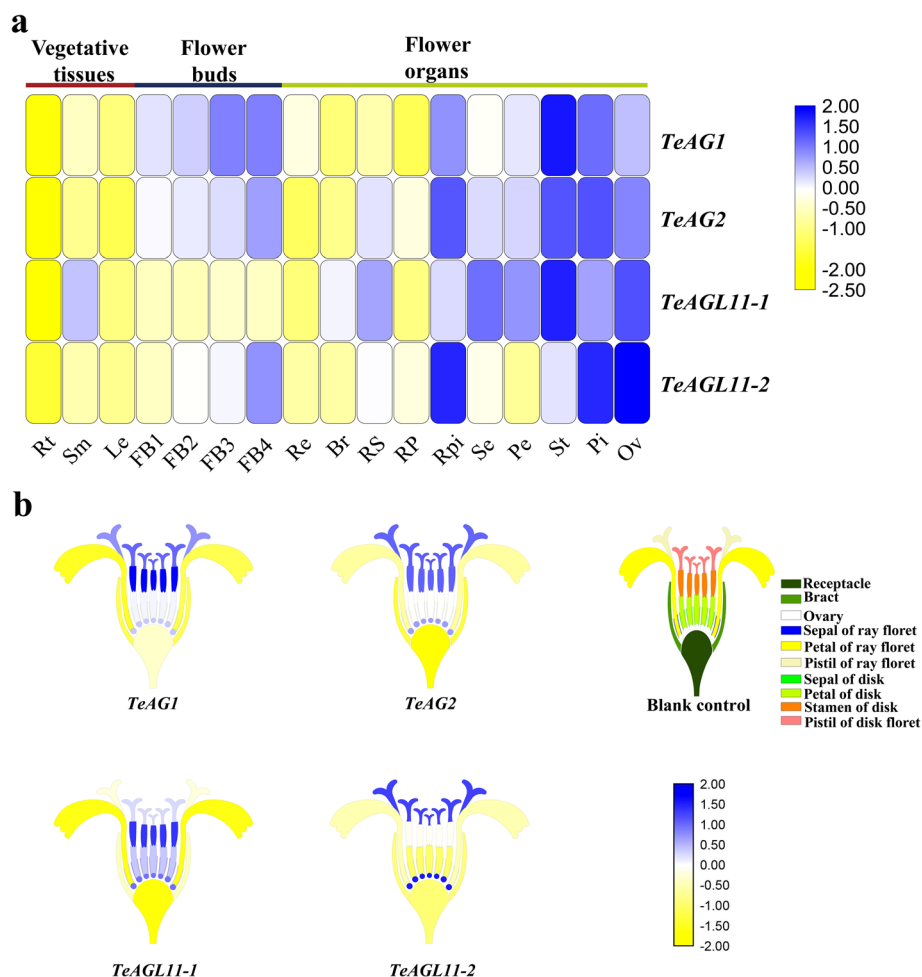 a
Vegetative
tissues
Flower
buds
Flower
organs
TeAG1
TeAG2
TeAGL11-1
TeAGL11-2
2.00
1.50
1.00
0.50
0.00
-0.50
-1.00
-2.00
-2.50
Rt Sm Le FB1 FB2 FB3 FB4 Re Br RS RP Rpi Se Pe St Pi Ov
b
TeAG1
TeAG2
Blank control
Receptacle
Bract
Ovary
Sepal of ray floret
Petal of ray floret
Pistil of ray floret
Sepal of disk
Petal of disk
Stamen of disk
Pistil of disk floret
TeAGL11-1
TeAGL11-2
2.00
1.50
1.00
0.50
0.00
-0.50
-1.00
-1.50
-2.00